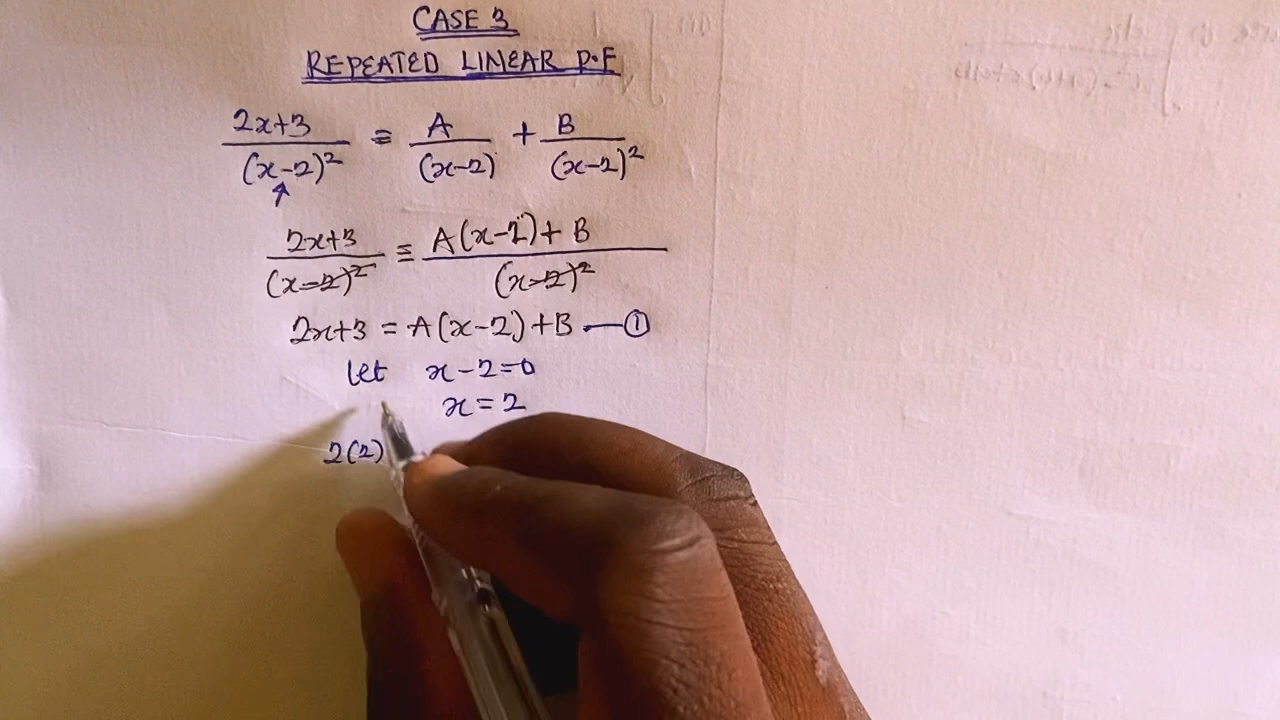 CASE 3
REPEATED LINEAR P.F
2x+3/(x-2)² ≡ A/(x-2) + B/(x-2)²
2x+3/(x-2)² ≡ A(x-2)+B/(x-2)²
2x+3 = A(x-2)+B —①
let x-2=0
x=2
2(2)